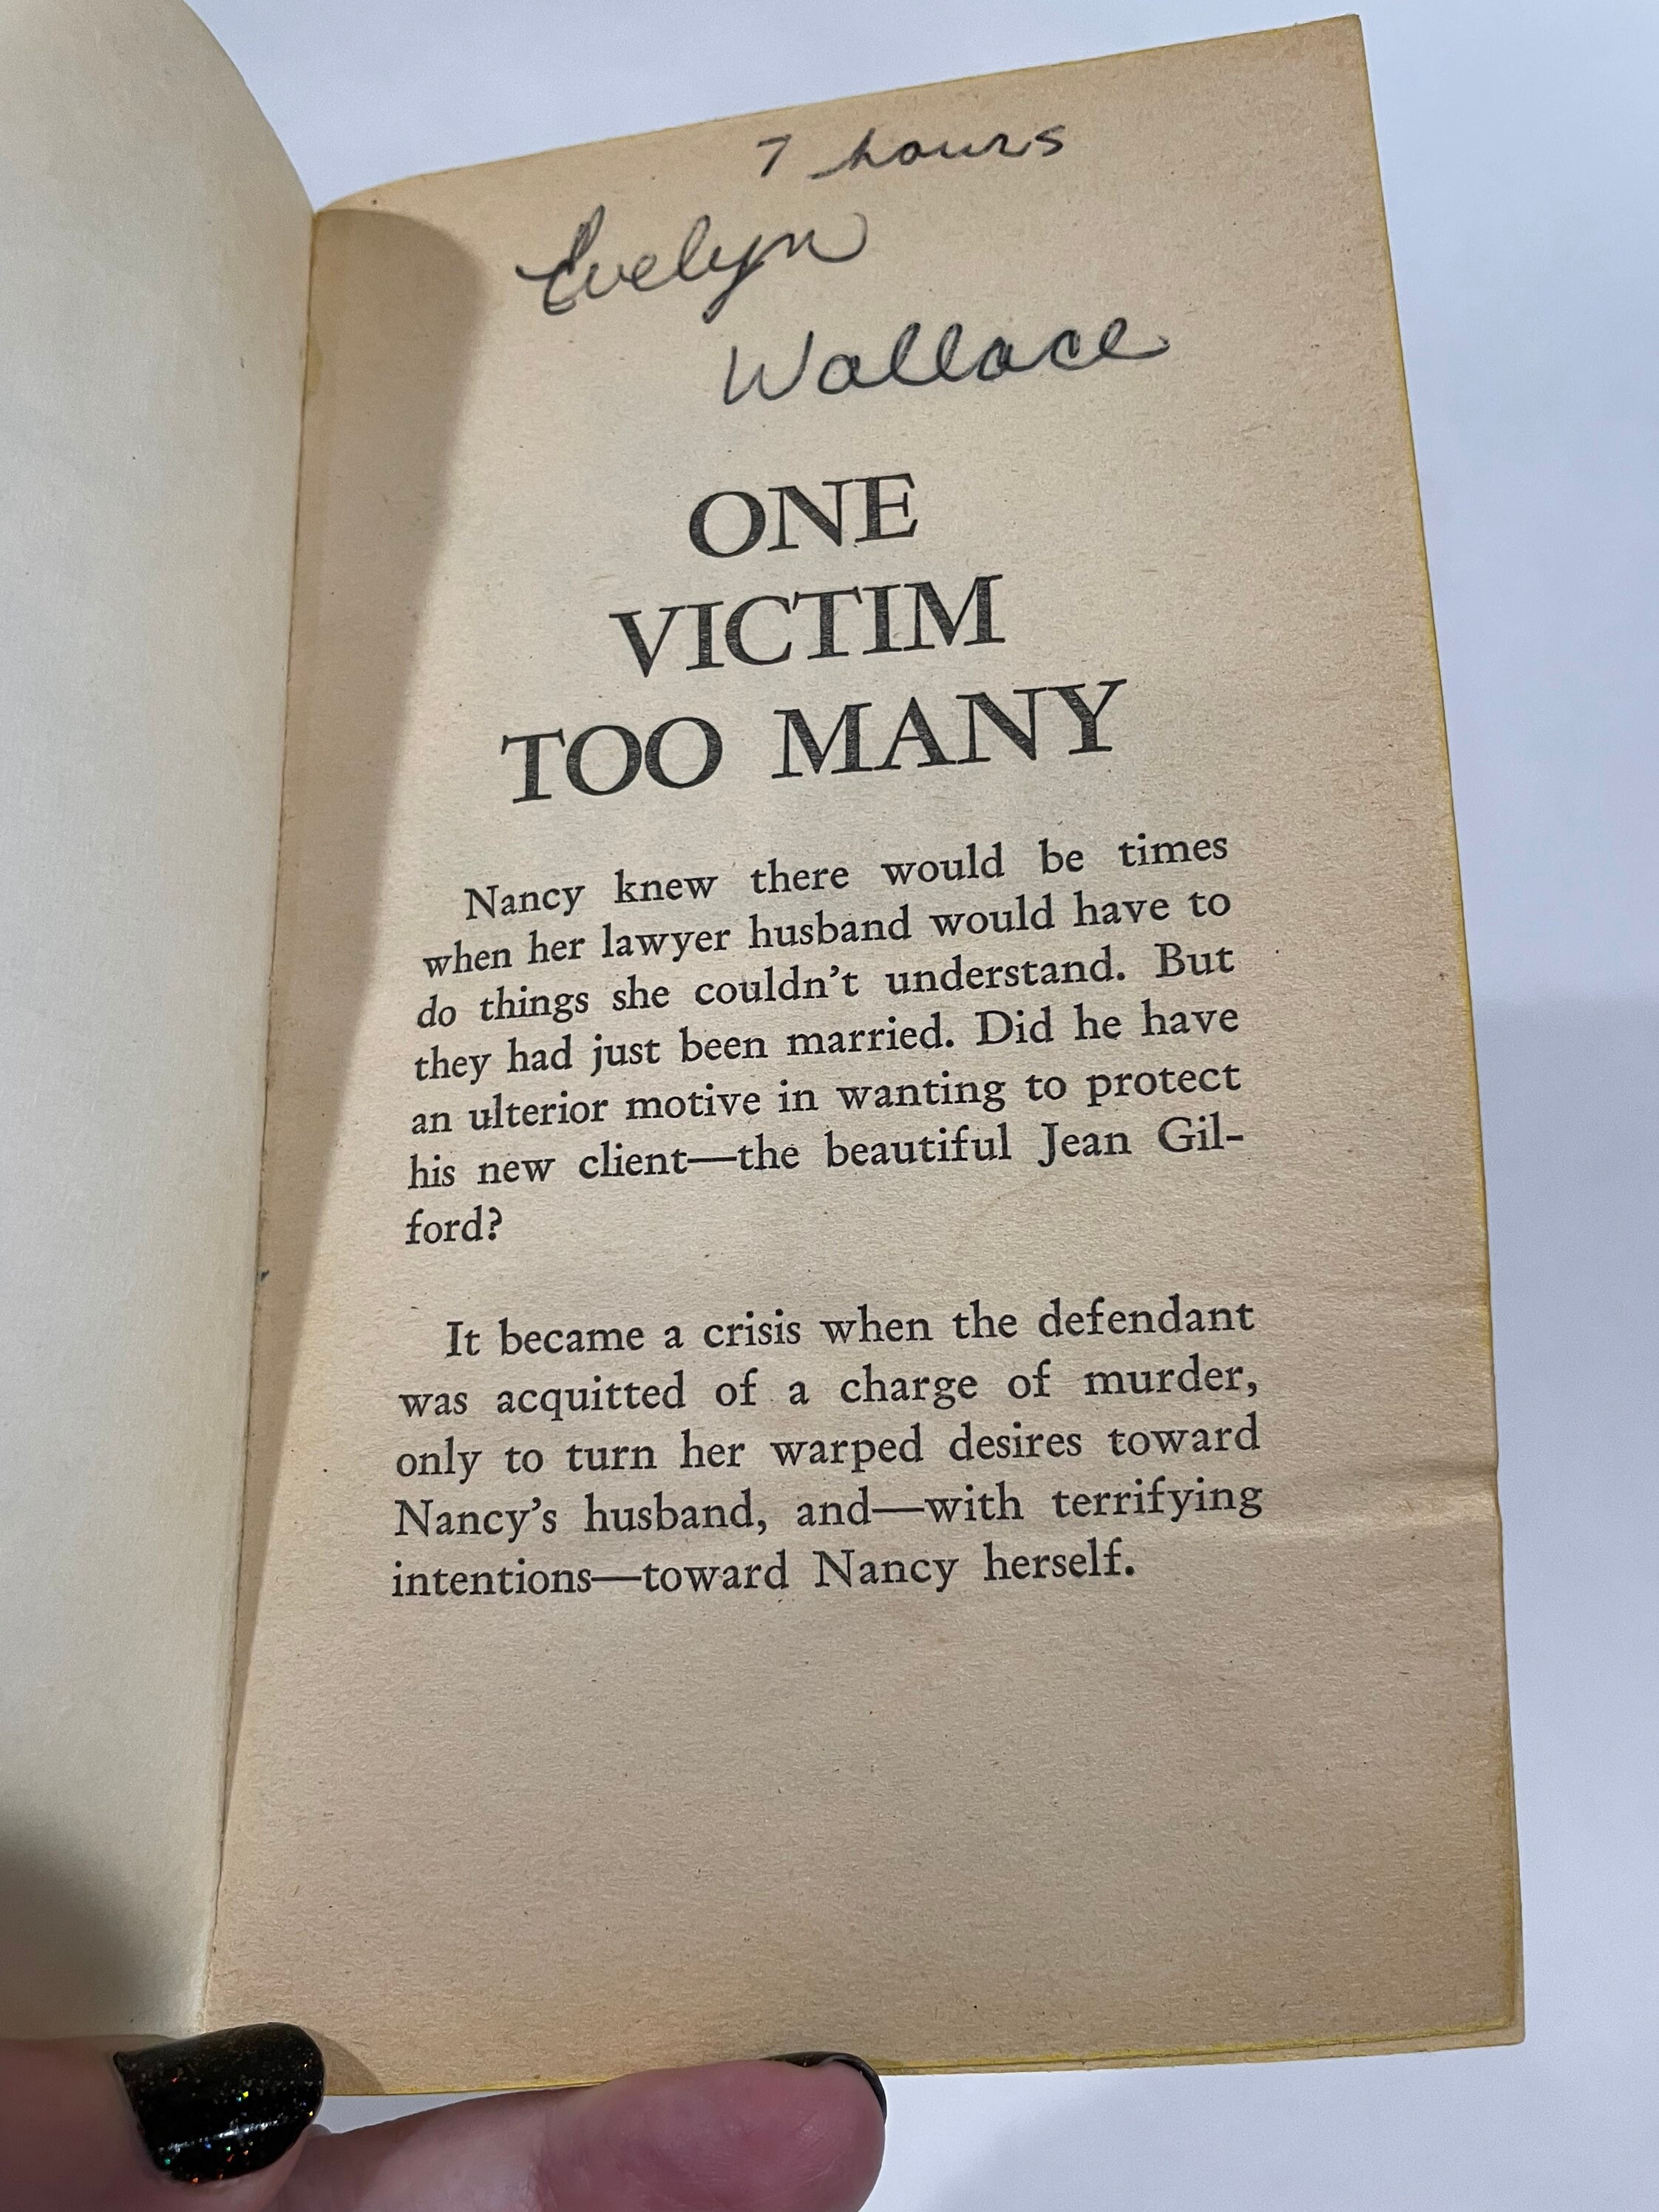 7 hours
Evelyn
Wallace
ONE
VICTIM
TOO MANY
Nancy knew there would be times
when her lawyer husband would have to
do things she couldn't understand. But
they had just been married. Did he have
an ulterior motive in wanting to protect
his new client—the beautiful Jean Gil-
ford?
It became a crisis when the defendant
was acquitted of a charge of murder,
only to turn her warped desires toward
Nancy's husband, and—with terrifying
intentions—toward Nancy herself.